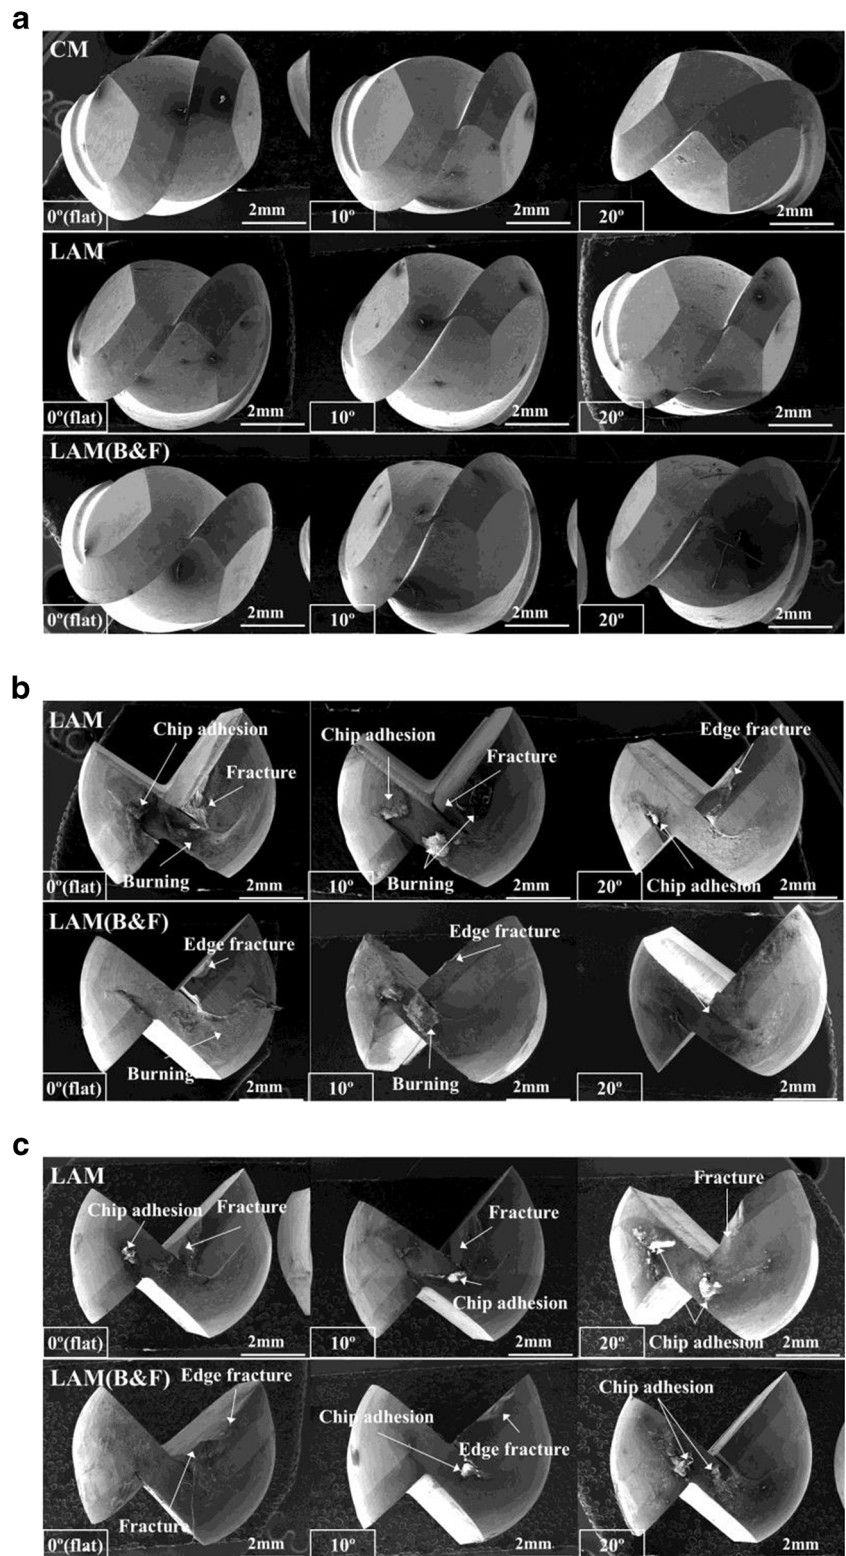 a
CM
0º(flat)
2mm
10º
2mm
20º
2mm
LAM
0º(flat)
2mm
10º
2mm
20º
2mm
LAM(B&F)
0º(flat)
2mm
10º
2mm
20º
2mm
b
LAM
Chip adhesion
Fracture
Burning
0º(flat)
2mm
Chip adhesion
Fracture
Burning
10º
2mm
Edge fracture
Chip adhesion
20º
2mm
LAM(B&F)
Edge fracture
Burning
0º(flat)
2mm
Edge fracture
Burning
10º
2mm
20º
2mm
c
LAM
Chip adhesion
Fracture
0º(flat)
2mm
Fracture
Chip adhesion
10º
2mm
Fracture
Chip adhesion
20º
2mm
LAM(B&F)
Edge fracture
Fracture
0º(flat)
2mm
Chip adhesion
Edge fracture
10º
2mm
Chip adhesion
20º
2mm